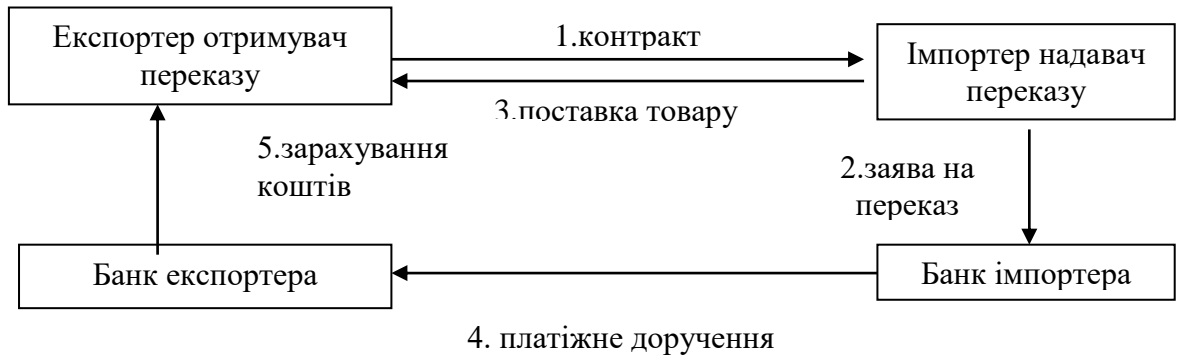 Експортер отримувач
переказу
1.контракт
Імпортер надавач
переказу
3.поставка товару
5.зарахування
коштів
2.заява на
переказ
Банк експортера
Банк імпортера
4. платіжне доручення